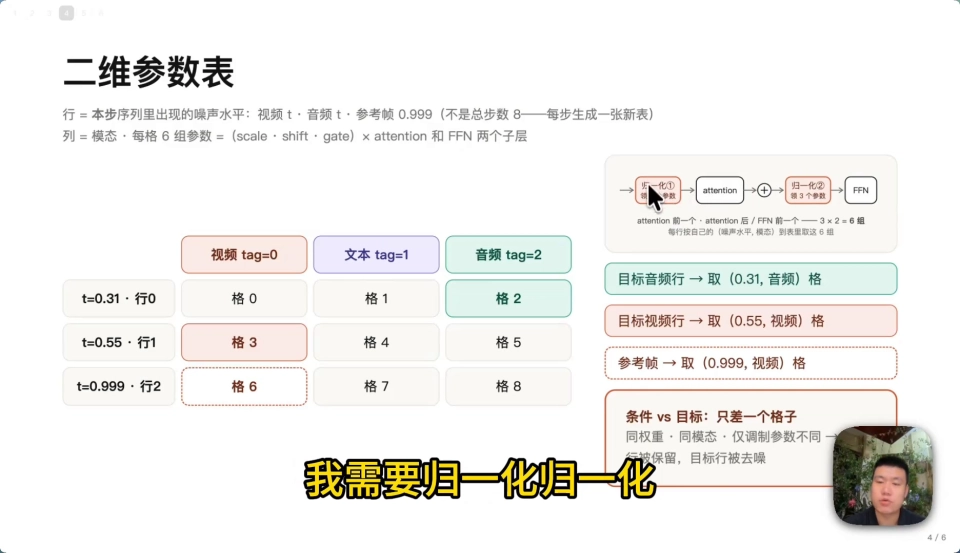 4
二维参数表
行 = 本步序列里出现的噪声水平：视频 t · 音频 t · 参考帧 0.999（不是总步数 8——每步生成一张新表）
列 = 模态 · 每格 6 组参数 =（scale · shift · gate）× attention 和 FFN 两个子层
视频 tag=0
文本 tag=1
音频 tag=2
t=0.31 · 行0
格 0
格 1
格 2
t=0.55 · 行1
格 3
格 4
格 5
t=0.999 · 行2
格 6
格 7
格 8
归一化①
参数
attention
归一化②
领 3 个参数
FFN
attention 前一个 · attention 后 / FFN 前一个 —— 3 × 2 = 6 组
每行按自己的（噪声水平, 模态）到表里取这 6 组
目标音频行 → 取（0.31, 音频）格
目标视频行 → 取（0.55, 视频）格
参考帧 → 取（0.999, 视频）格
条件 vs 目标：只差一个格子
同权重 · 同模态 · 仅调制参数不同 →
行被保留，目标行被去噪
我需要归一化归一化
4 / 6